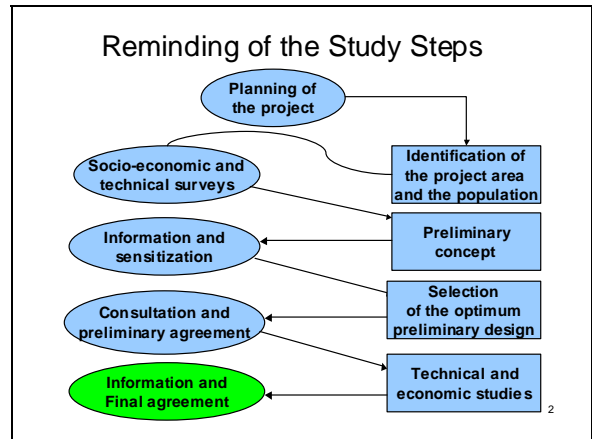 Reminding of the Study Steps
Planning of
the project
Identification of
the project area
and the population
Socio-economic and
technical surveys
Preliminary
concept
Information and
sensitization
Selection
of the optimum
preliminary design
Consultation and
preliminary agreement
Technical and
economic studies
Information and
Final agreement
2